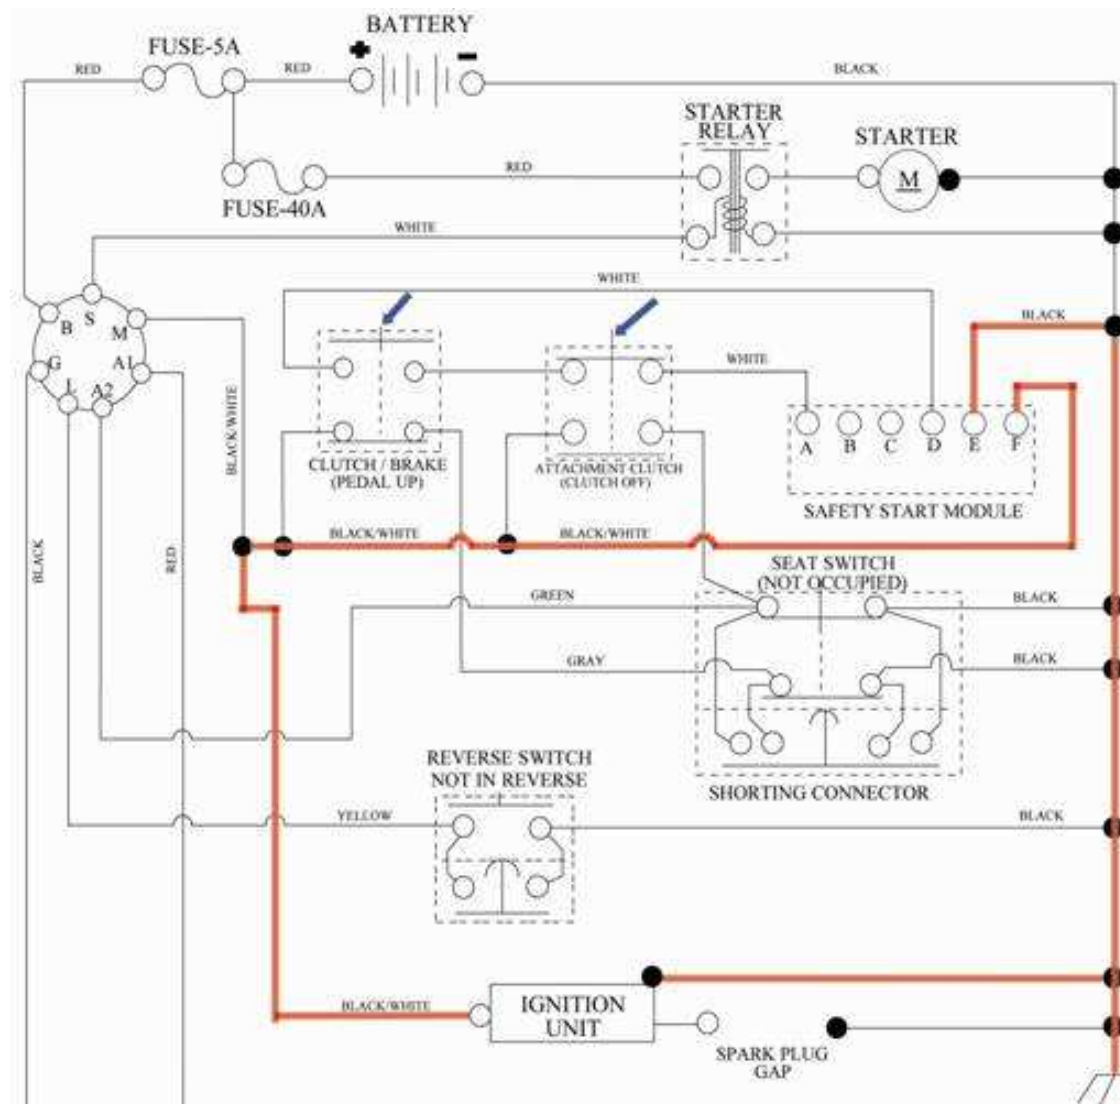 BATTERY
FUSE-5A
RED
RED
BLACK
STARTER
RELAY
STARTER
RED
M
FUSE-40A
WHITE
WHITE
B
S
M
G
A1
L
A2
BLACK
WHITE
BLACK/WHITE
A
B
C
D
E
F
CLUTCH / BRAKE
(PEDAL UP)
ATTACHMENT CLUTCH
(CLUTCH OFF)
SAFETY START MODULE
BLACK/WHITE
BLACK/WHITE
BLACK
RED
SEAT SWITCH
(NOT OCCUPIED)
GREEN
BLACK
GRAY
BLACK
REVERSE SWITCH
NOT IN REVERSE
SHORTING CONNECTOR
YELLOW
BLACK
BLACK/WHITE
IGNITION
UNIT
SPARK PLUG
GAP